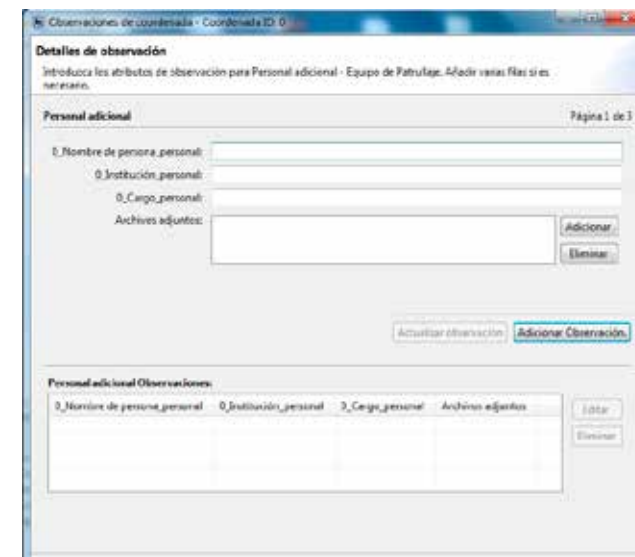 Observaciones de coordenada - Coordenada ID: 0
Detalles de observación
Introduzca los atributos de observación para Personal adicional - Equipo de Patrullaje. Añadir varias filas si es
necesario.
Personal adicional Página 1 de 3
0_Nombre de persona_personal:
0_Institución_personal:
0_Cargo_personal:
Archivos adjuntos:
Adicionar
Eliminar
Actualizar observación Adicionar Observación.
Personal adicional Observaciones:
0_Nombre de persona_personal 0_Institución_personal 0_Cargo_personal Archivos adjuntos Editar
Eliminar